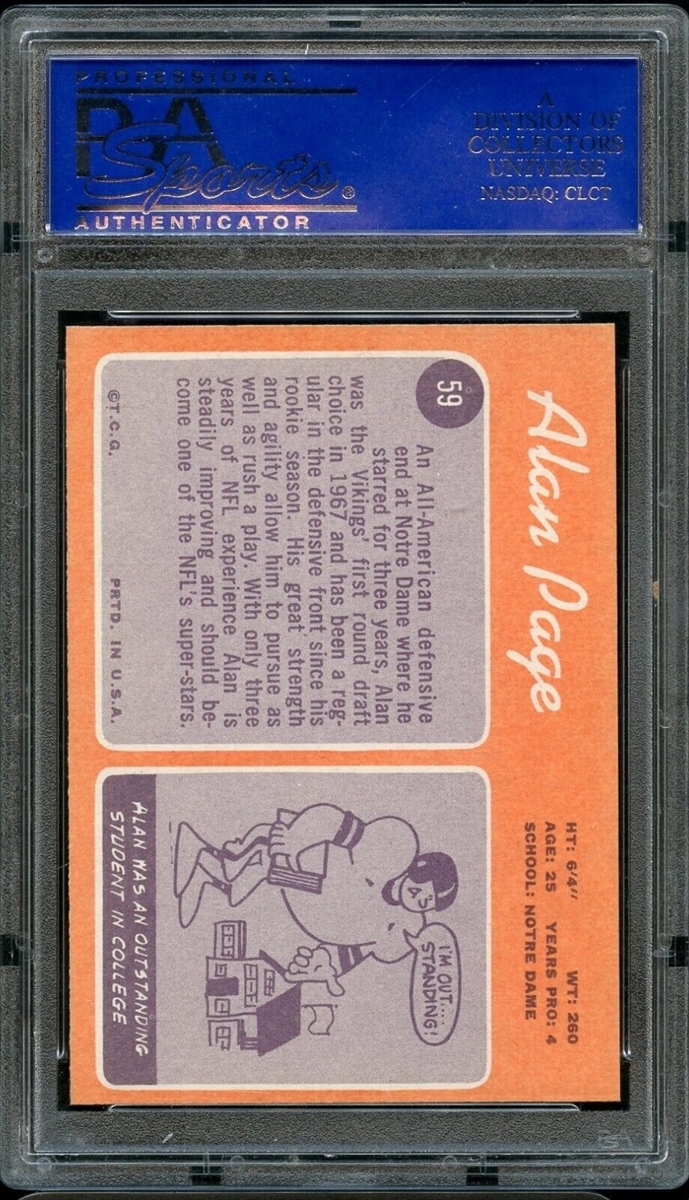 PROFESSIONAL
PSA
Sports®
AUTHENTICATOR
A
DIVISION OF
COLLECTORS
UNIVERSE
NASDAQ: CLCT
Alan Page
HT: 6'4" WT: 260
AGE: 25 YEARS PRO: 4
SCHOOL: NOTRE DAME
59
An All-American defensive
end at Notre Dame where he
starred for three years, Alan
was the Vikings' first round draft
choice in 1967 and has been a reg-
ular in the defensive front since his
rookie season. His great strength
and agility allow him to pursue as
well as rush a play. With only three
years of NFL experience Alan is
steadily improving and should be-
come one of the NFL's super-stars.
©T.C.G. PRTD. IN U.S.A.
I'M OUT....
STANDING!
ALAN WAS AN OUTSTANDING
STUDENT IN COLLEGE